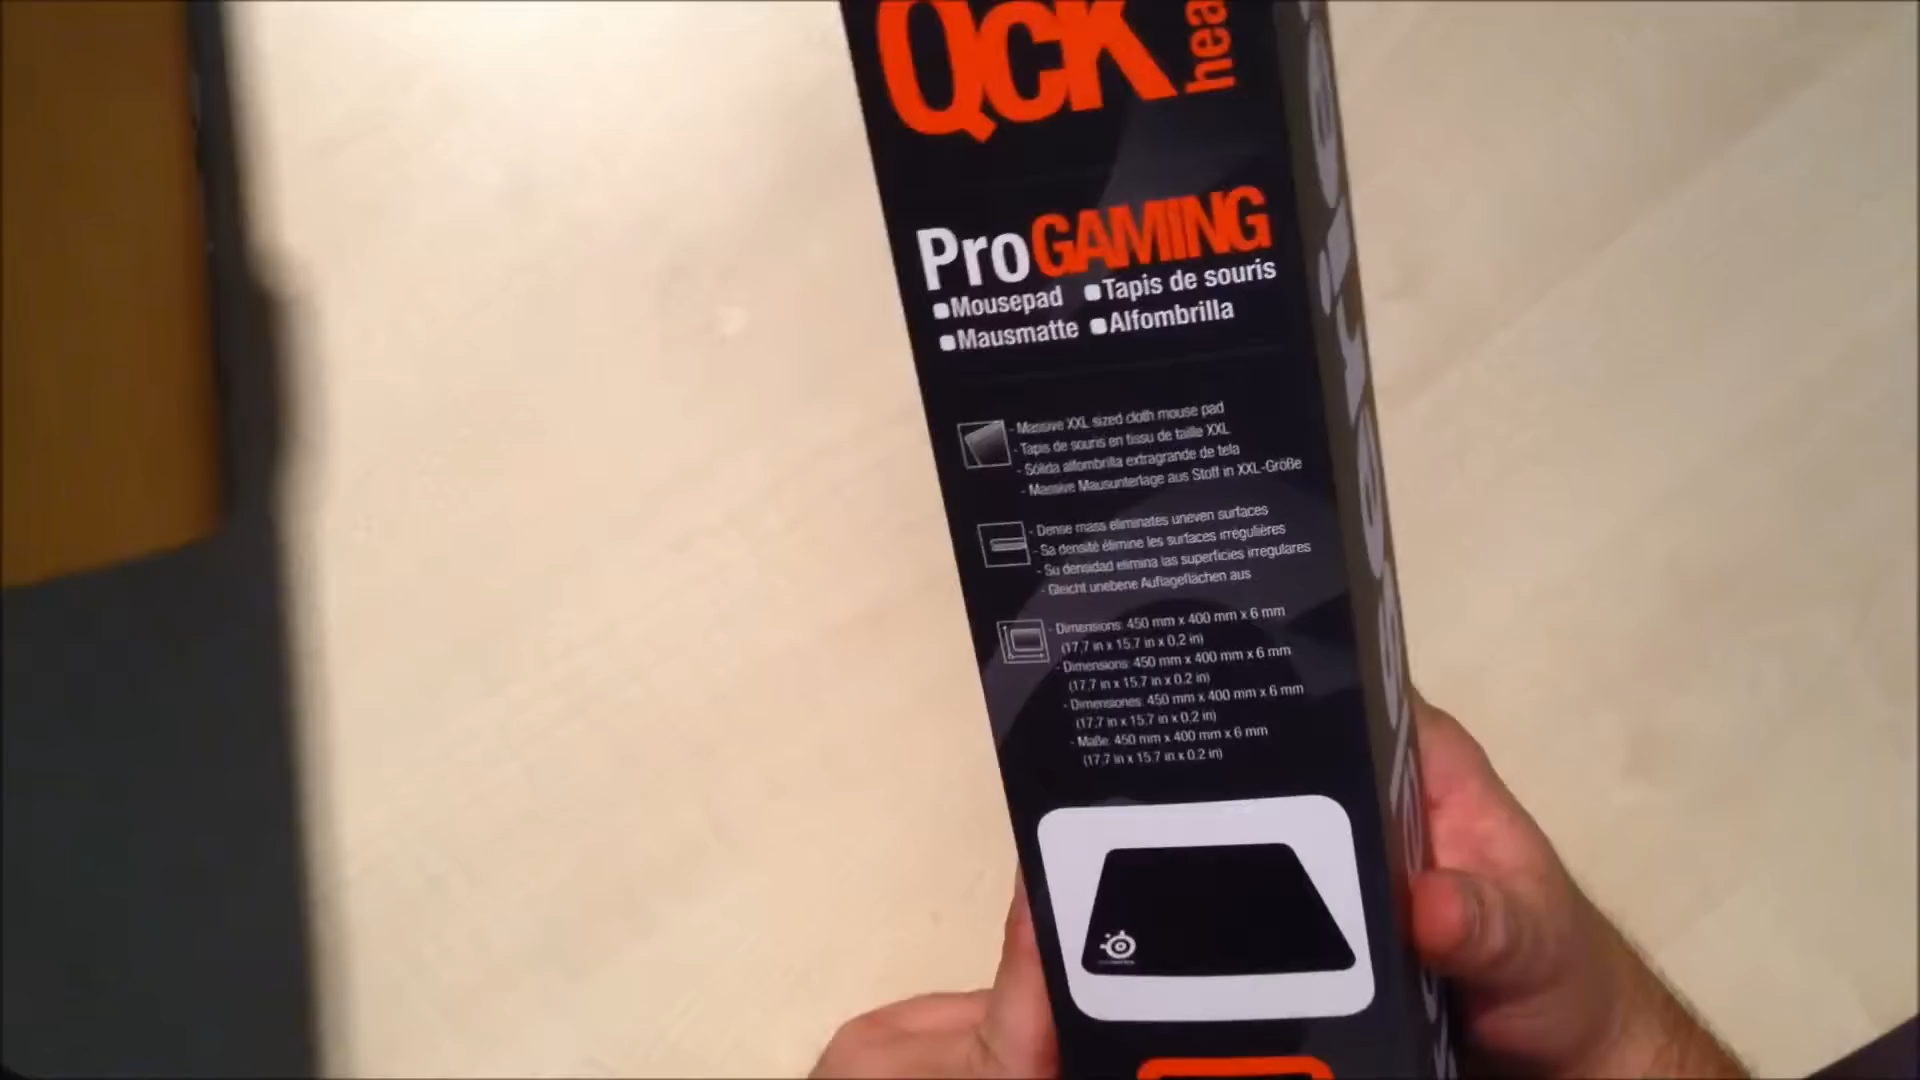 QcK
hea
ProGAMING
Mousepad Tapis de souris
Mausmatte Alfombrilla
- Massive XXL sized cloth mouse pad
- Tapis de souris en tissu de taille XXL
- Sólida alfombrilla extragrande de tela
- Massive Mausunterlage aus Stoff in XXL-Größe
- Dense mass eliminates uneven surfaces
- Sa densité élimine les surfaces irregulières
- Su densidad elimina las superficies irregulares
- Gleicht unebene Auflageflächen aus
- Dimensions: 450 mm x 400 mm x 6 mm
(17,7 in x 15,7 in x 0.2 in)
- Dimensions: 450 mm x 400 mm x 6 mm
(17,7 in x 15,7 in x 0.2 in)
- Dimensiones: 450 mm x 400 mm x 6 mm
(17,7 in x 15,7 in x 0.2 in)
- Maße: 450 mm x 400 mm x 6 mm
(17,7 in x 15.7 in x 0.2 in)